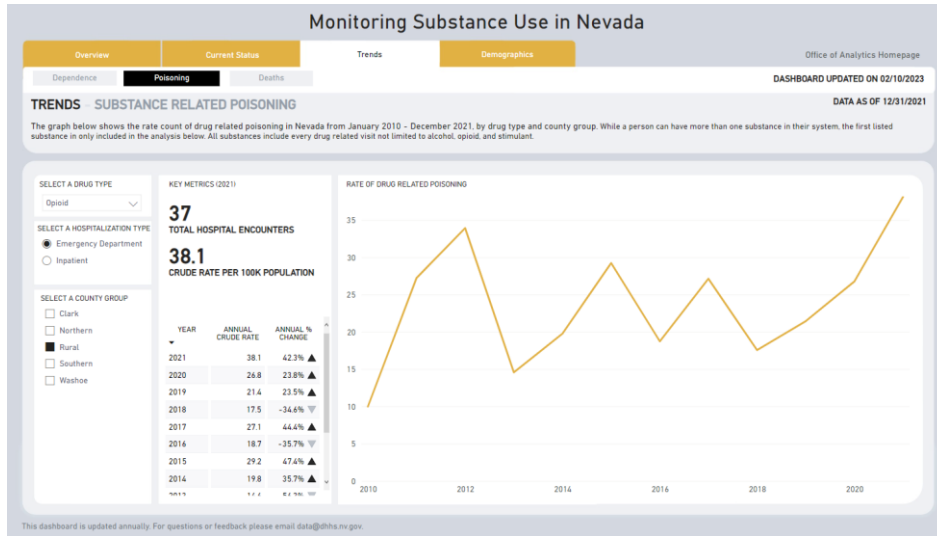 Monitoring Substance Use in Nevada
Overview
Current Status
Trends
Demographics
Office of Analytics Homepage
Dependence
Poisoning
Deaths
DASHBOARD UPDATED ON 02/10/2023
TRENDS - SUBSTANCE RELATED POISONING
DATA AS OF 12/31/2021
The graph below shows the rate count of drug related poisoning in Nevada from January 2010 – December 2021, by drug type and county group. While a person can have more than one substance in their system, the first listed
substance in only included in the analysis below. All substances include every drug related visit not limited to alcohol, opioid, and stimulant.
SELECT A DRUG TYPE
Opioid
SELECT A HOSPITALIZATION TYPE
Emergency Department
Inpatient
SELECT A COUNTY GROUP
Clark
Northern
Rural
Southern
Washoe
KEY METRICS (2021)
37
TOTAL HOSPITAL ENCOUNTERS
38.1
CRUDE RATE PER 100K POPULATION
YEAR ANNUAL CRUDE RATE ANNUAL % CHANGE
2021 38.1 42.3%
2020 26.8 23.8%
2019 21.4 23.5%
2018 17.5 -34.6%
2017 27.1 44.4%
2016 18.7 -35.7%
2015 29.2 47.4%
2014 19.8 35.7%
RATE OF DRUG RELATED POISONING
35
30
25
20
15
10
5
0
2010 2012 2014 2016 2018 2020
This dashboard is updated annually. For questions or feedback please email data@dhhs.nv.gov.